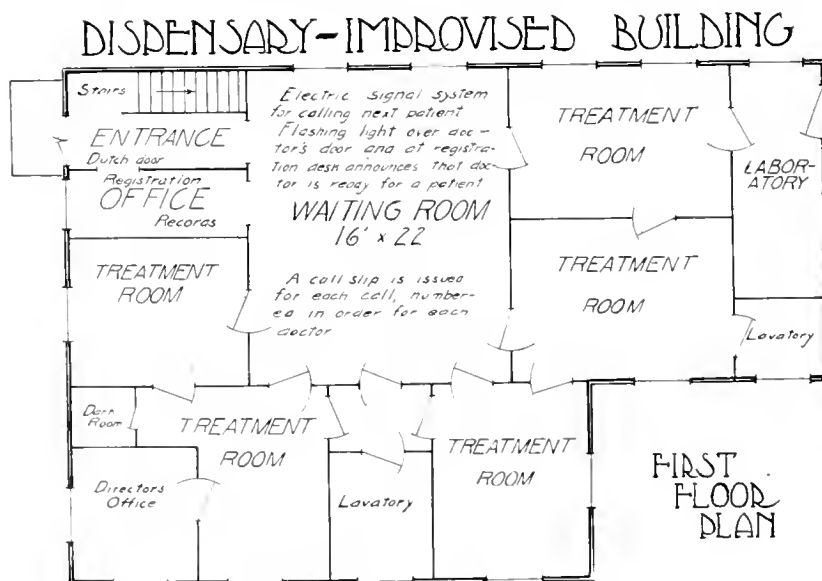 DISPENSARY-IMPROVISED BUILDING
Stairs
ENTRANCE
Dutch door
Registration
OFFICE
Records
Electric signal system
for calling next patient
Flashing light over doc-
tor's door and at registra-
tion desk announces that doc-
tor is ready for a patient
WAITING ROOM
16' x 22
A call slip is issued
for each call, number-
ed in order for each
doctor
TREATMENT
ROOM
LABOR-
ATORY
TREATMENT
ROOM
TREATMENT
ROOM
Lavatory
Dark
Room
TREATMENT
ROOM
Directors
Office
Lavatory
TREATMENT
ROOM
FIRST
FLOOR
PLAN